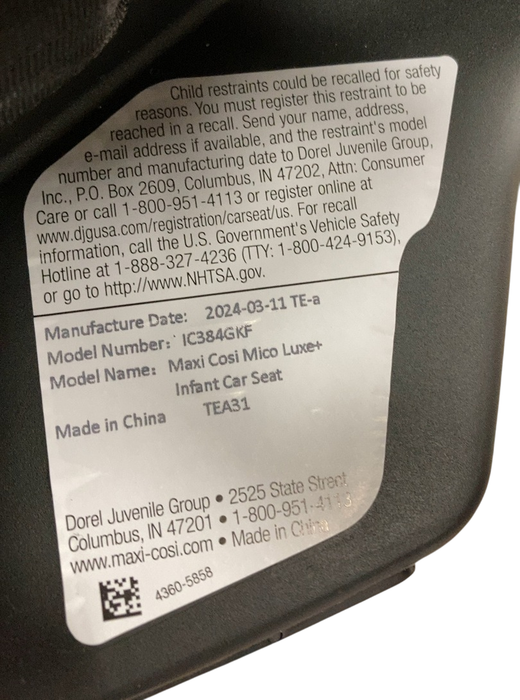 Child restraints could be recalled for safety
reasons. You must register this restraint to be
reached in a recall. Send your name, address,
e-mail address if available, and the restraint's model
number and manufacturing date to Dorel Juvenile Group,
Inc., P.O. Box 2609, Columbus, IN 47202, Attn: Consumer
Care or call 1-800-951-4113 or register online at
www.djgusa.com/registration/carseat/us. For recall
information, call the U.S. Government's Vehicle Safety
Hotline at 1-888-327-4236 (TTY: 1-800-424-9153),
or go to http://www.NHTSA.gov.
Manufacture Date: 2024-03-11 TE-a
Model Number: IC384GKF
Model Name: Maxi Cosi Mico Luxe+
Infant Car Seat
Made in China TEA31
Dorel Juvenile Group • 2525 State Street
Columbus, IN 47201 • 1-800-951-4113
www.maxi-cosi.com • Made in China
4360-5858